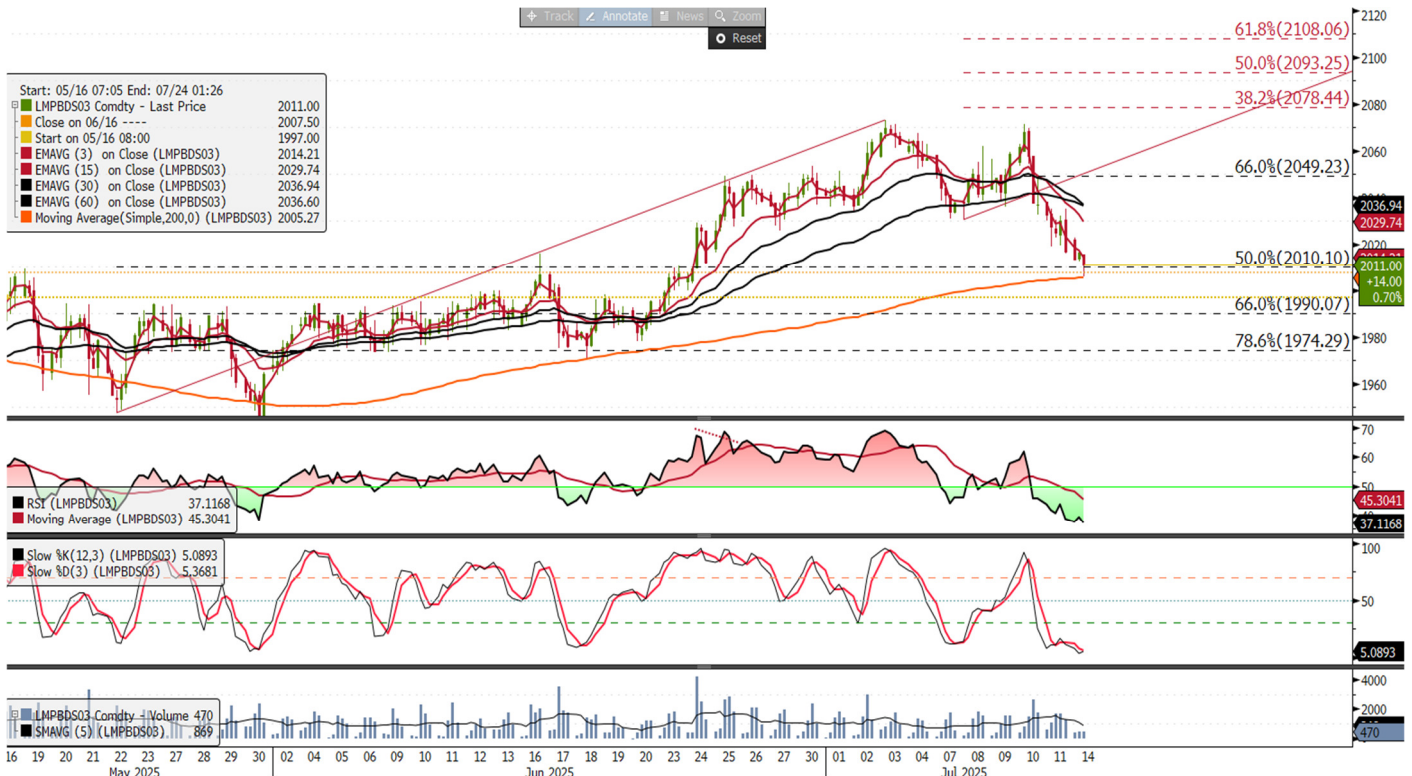 Track Annotate News Zoom
Reset
Start: 05/16 07:05 End: 07/24 01:26
LMPBDS03 Comdty - Last Price 2011.00
Close on 06/16 ---- 2007.50
Start on 05/16 08:00 1997.00
EMAVG (3) on Close (LMPBDS03) 2014.21
EMAVG (15) on Close (LMPBDS03) 2029.74
EMAVG (30) on Close (LMPBDS03) 2036.94
EMAVG (60) on Close (LMPBDS03) 2036.60
Moving Average(Simple,200,0) (LMPBDS03) 2005.27
61.8%(2108.06)
50.0%(2093.25)
38.2%(2078.44)
66.0%(2049.23)
50.0%(2010.10)
66.0%(1990.07)
78.6%(1974.29)
2120
2100
2080
2060
2036.94
2029.74
2020
2011.00
+14.00
0.70%
1980
1960
RSI (LMPBDS03) 37.1168
Moving Average (LMPBDS03) 45.3041
70
60
50
45.3041
37.1168
Slow %K(12,3) (LMPBDS03) 5.0893
Slow %D(3) (LMPBDS03) 5.3681
100
50
5.0893
LMPBDS03 Comdty - Volume 470
SMAVG (5) (LMPBDS03) 869
4000
2000
470
16 19 20 21 22 23 27 28 29 30 02 04 05 06 09 10 11 12 13 16 17 18 19 20 23 24 25 26 27 30 01 02 03 04 07 08 09 10 11 14
May 2025 Jun 2025 Jul 2025